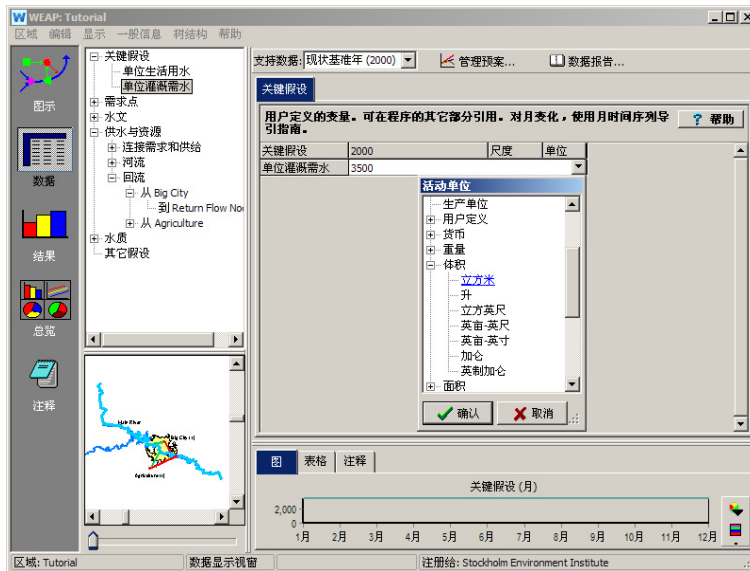 WEAP: Tutorial
区域 编辑 显示 一般信息 树结构 帮助
图示
数据
结果
总览
注释
关键假设
单位生活用水
单位灌溉需水
需求点
水文
供水与资源
连接需求和供给
河流
回流
从 Big City
到 Return Flow Noc
从 Agriculture
水质
其它假设
支持数据: 现状基准年 (2000) 管理预案... 数据报告...
关键假设
用户定义的变量。可在程序的其它部分引用。对月变化，使用月时间序列导
引指南。
? 帮助
关键假设 2000 尺度 单位
单位灌溉需水 3500
活动单位
生产单位
用户定义
货币
重量
体积
立方米
升
立方英尺
英亩-英尺
英亩-英寸
加仑
英制加仑
面积
确认 取消
Main River
图 表格 注释
关键假设 (月)
2,000
0
1月 2月 3月 4月 5月 6月 7月 8月 9月 10月 11月 12月
区域: Tutorial 数据显示视窗 注册给: Stockholm Environment Institute